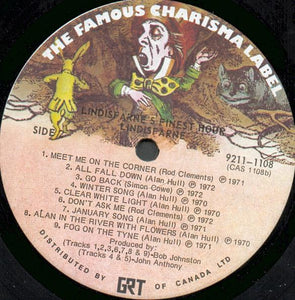 THE FAMOUS CHARISMA LABEL
LINDISFARNE'S FINEST HOUR
LINDISFARNE
SIDE
9211-1108
(CAS 1108b)
1. MEET ME ON THE CORNER (Rod Clements) ℗ 1971
2. ALL FALL DOWN (Alan Hull) ℗ 1972
3. GO BACK (Simon Cowe) ℗ 1972
4. WINTER SONG (Alan Hull) ℗ 1970
5. CLEAR WHITE LIGHT (Alan Hull) ℗ 1970
6. DON'T ASK ME (Rod Clements) ℗ 1972
7. JANUARY SONG (Alan Hull) ℗ 1971
8. ALAN IN THE RIVER WITH FLOWERS (Alan Hull) ℗ 1970
9. FOG ON THE TYNE (Alan Hull) ℗ 1971
Produced by:
(Tracks 1,2,3,6,7,8 & 9)-Bob Johnston
(Tracks 4 & 5)-John Anthony
DISTRIBUTED BY GRT OF CANADA LTD